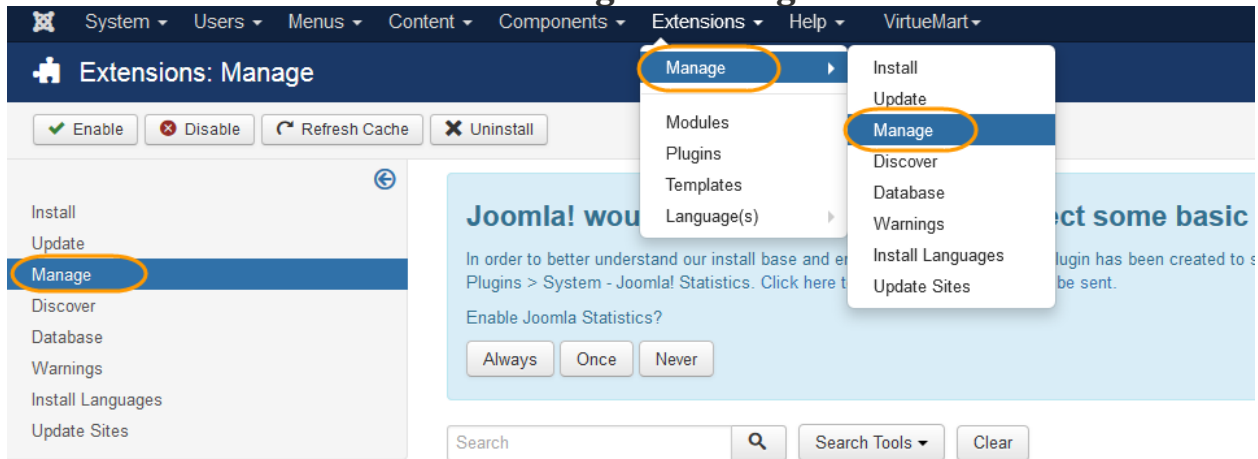 System Users Menus Content Components Extensions Help VirtueMart
Extensions: Manage
Enable Disable Refresh Cache Uninstall
Manage
Modules
Plugins
Templates
Language(s)
Install
Update
Manage
Discover
Database
Warnings
Install Languages
Update Sites
Install
Update
Manage
Discover
Database
Warnings
Install Languages
Update Sites
Joomla! wou ct some basic
In order to better understand our install base and lugin has been created to
Plugins > System - Joomla! Statistics. Click here be sent.
Enable Joomla Statistics?
Always Once Never
Search Search Tools Clear